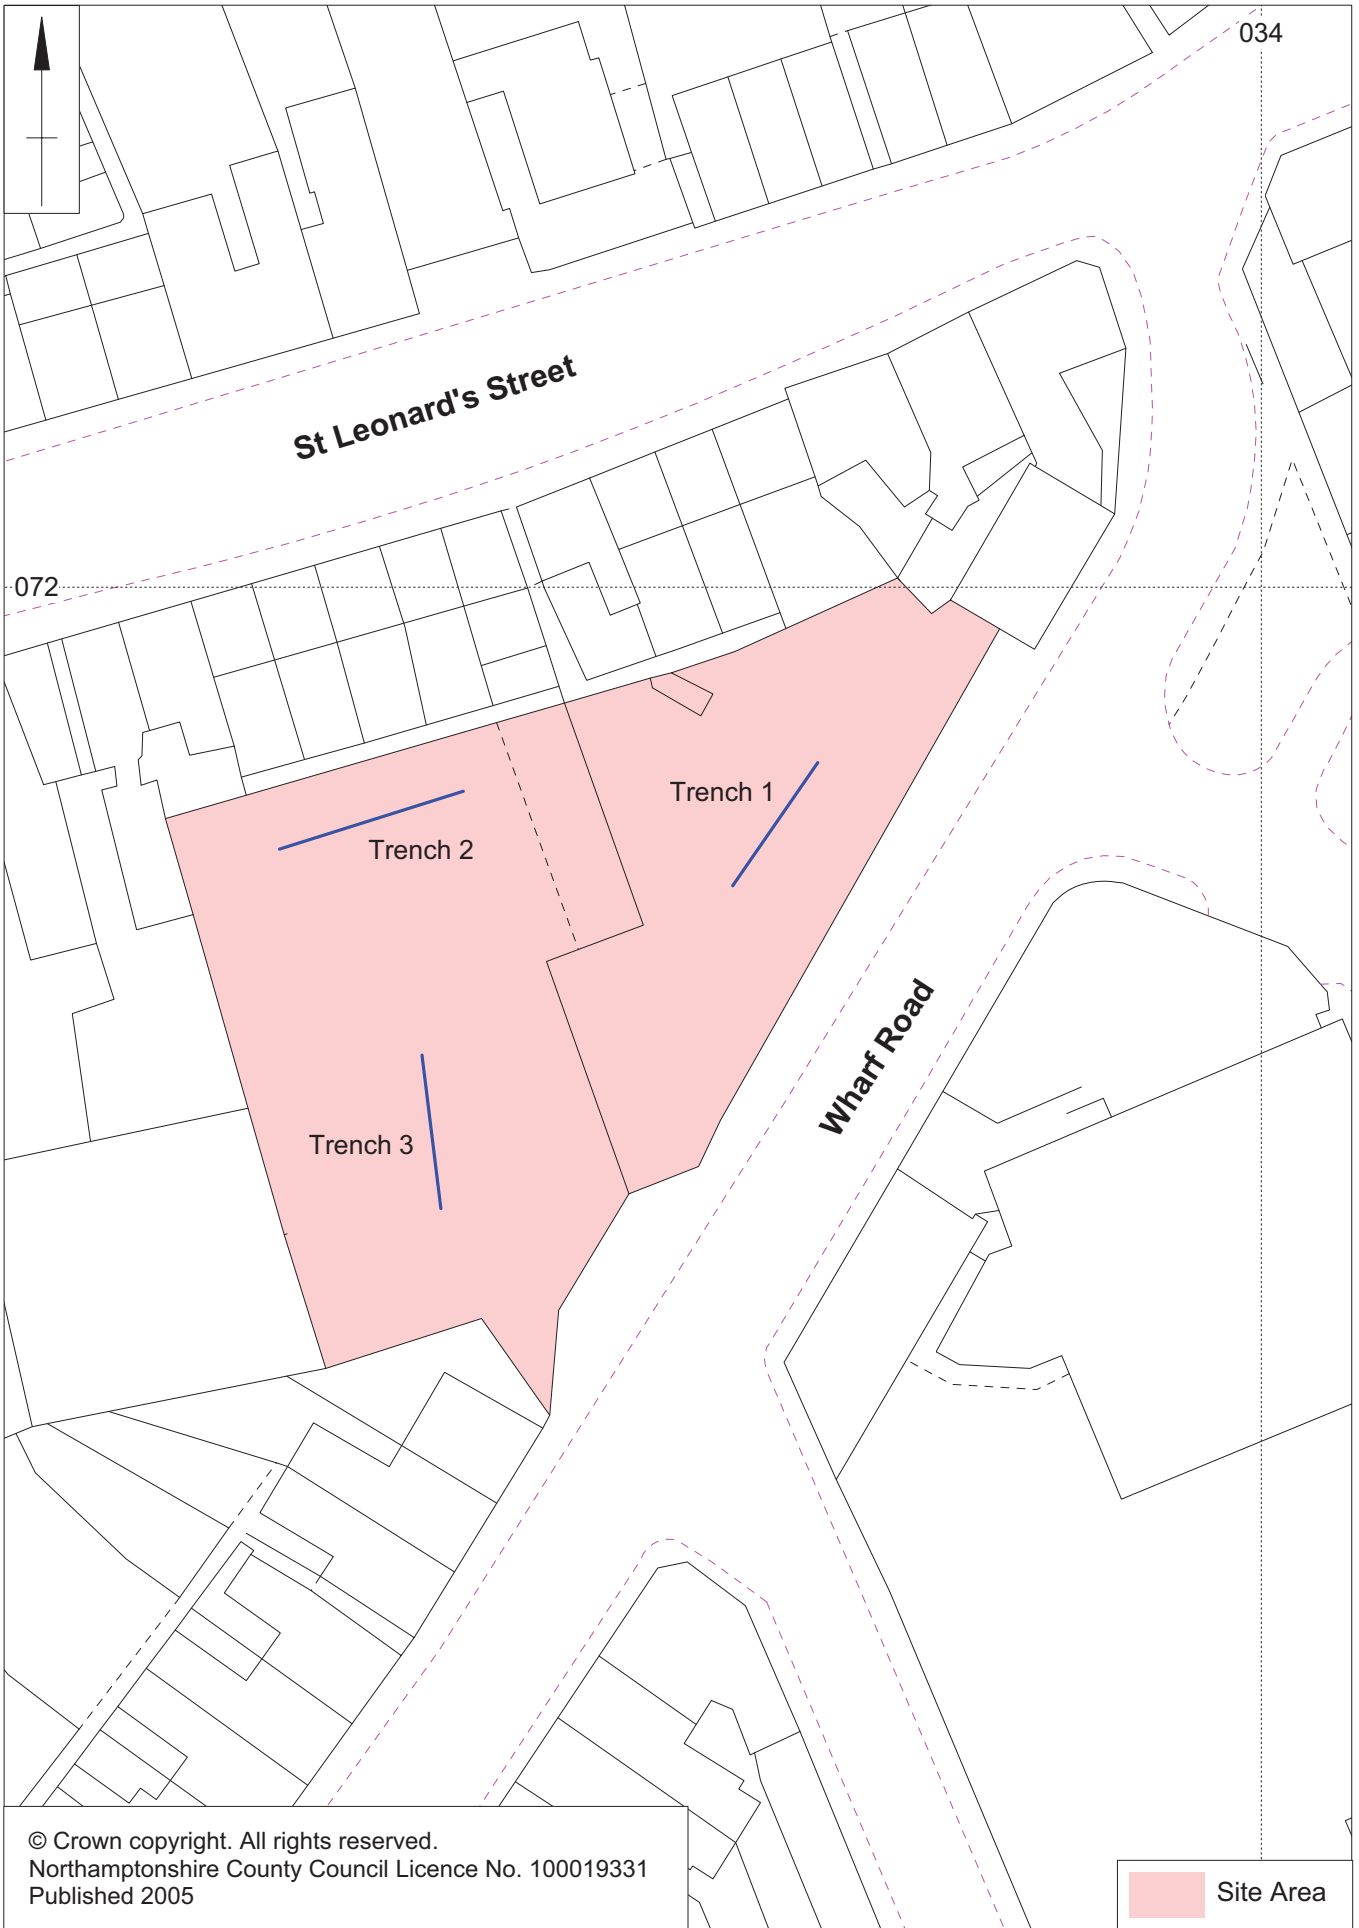 034
St Leonard's Street
072
Trench 1
Trench 2
Wharf Road
Trench 3
© Crown copyright. All rights reserved.
Northamptonshire County Council Licence No. 100019331
Published 2005
Site Area